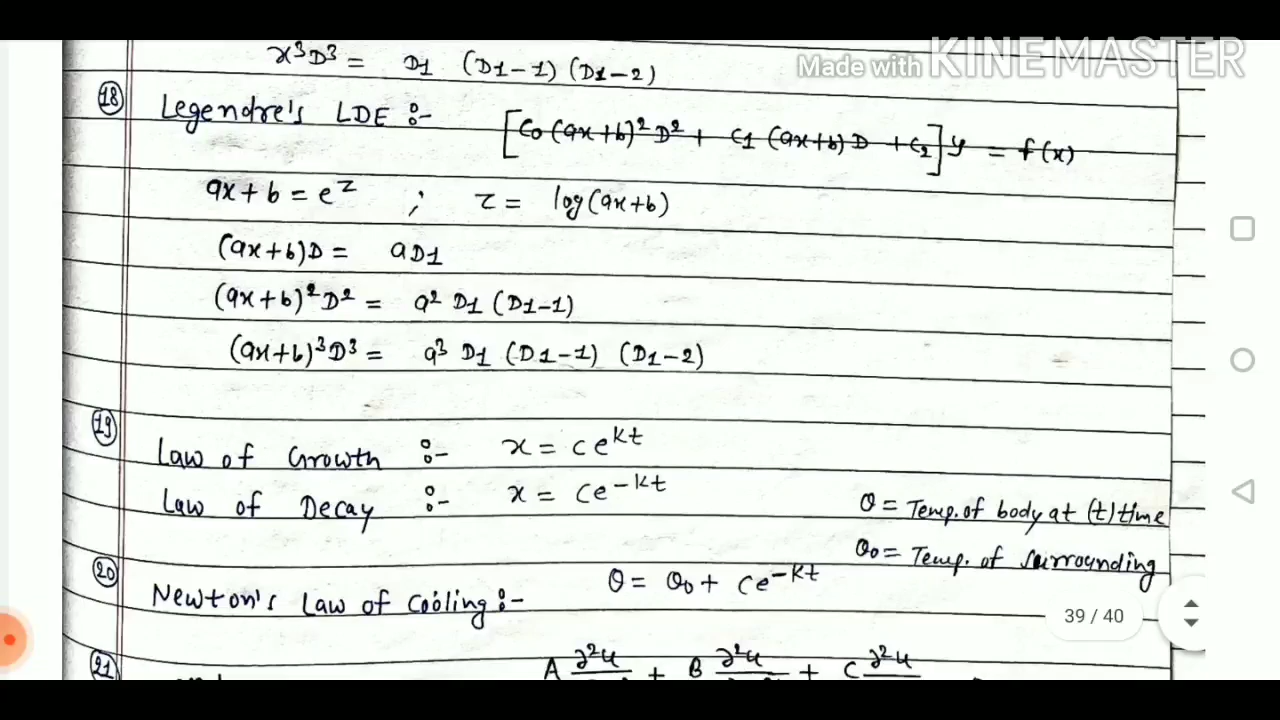 Made with KINEMASTER
x³D³ = D1 (D1-1) (D1-2)
18 Legendre's LDE :- [C0 (ax+b)² D² + C1 (ax+b) D + C2] y = f(x)
ax + b = e^z ; z = log(ax+b)
(ax+b)D = aD1
(ax+b)²D² = a² D1 (D1-1)
(ax+b)³D³ = a³ D1 (D1-1) (D1-2)
19 Law of Growth :- x = ce^kt
Law of Decay :- x = ce^-kt
θ = Temp. of body at (t) time
θ0 = Temp. of surrounding
20 Newton's Law of Cooling :- θ = θ0 + ce^-kt
39 / 40
21 A ∂²u + B ∂²u + C ∂²u